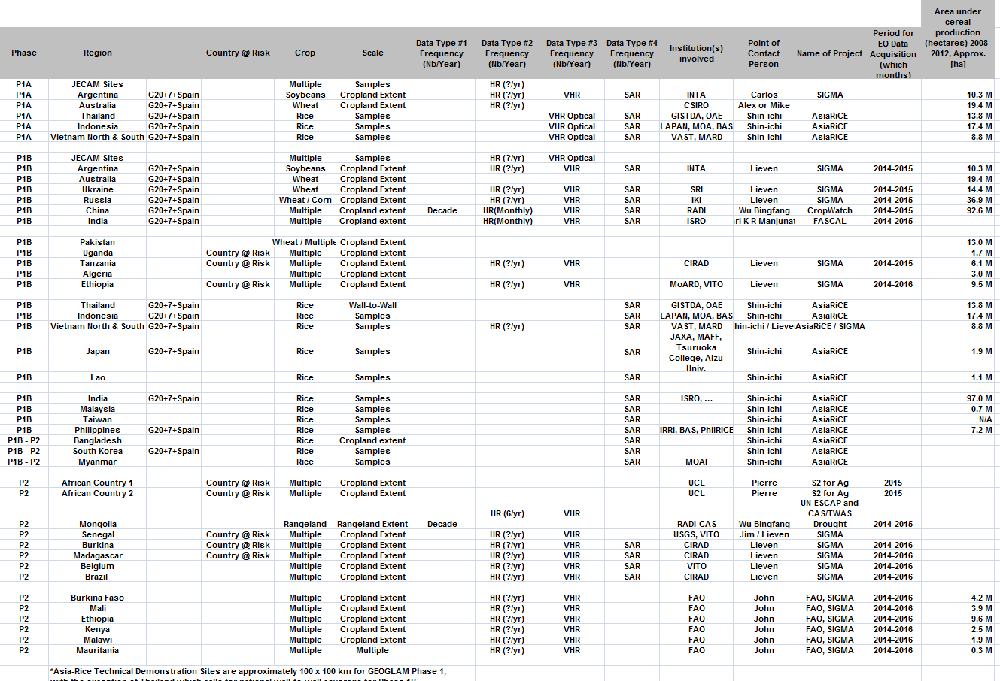 Phase Region Country @ Risk Crop Scale Data Type #1 Frequency (Nb/Year) Data Type #2 Frequency (Nb/Year) Data Type #3 Frequency (Nb/Year) Data Type #4 Frequency (Nb/Year) Institution(s) involved Point of Contact Person Name of Project Period for EO Data Acquisition (which months) Area under cereal production (hectares) 2008-2012, Approx. [ha]
P1A JECAM Sites Multiple Samples HR (?/yr)
P1A Argentina G20+7+Spain Soybeans Cropland Extent HR (?/yr) VHR SAR INTA Carlos SIGMA 10.3 M
P1A Australia G20+7+Spain Wheat Cropland Extent HR (?/yr) CSIRO Alex or Mike 19.4 M
P1A Thailand G20+7+Spain Rice Samples VHR Optical SAR GISTDA, OAE Shin-ichi AsiaRiCE 13.8 M
P1A Indonesia G20+7+Spain Rice Samples VHR Optical SAR LAPAN, MOA, BAS Shin-ichi AsiaRiCE 17.4 M
P1A Vietnam North & South G20+7+Spain Rice Samples VHR Optical SAR VAST, MARD Shin-ichi AsiaRiCE 8.8 M
P1B JECAM Sites Multiple Samples HR (?/yr) VHR Optical
P1B Argentina G20+7+Spain Soybeans Cropland Extent HR (?/yr) VHR SAR INTA Lieven SIGMA 2014-2015 10.3 M
P1B Australia G20+7+Spain Wheat Cropland Extent 19.4 M
P1B Ukraine G20+7+Spain Wheat Cropland Extent HR (?/yr) VHR SAR SRI Lieven SIGMA 2014-2015 14.4 M
P1B Russia G20+7+Spain Wheat / Corn Cropland Extent HR (?/yr) VHR SAR IKI Lieven SIGMA 2014-2015 36.9 M
P1B China G20+7+Spain Multiple Cropland Extent Decade HR(Monthly) VHR SAR RADI Wu Bingfang CropWatch 2014-2015 92.6 M
P1B India G20+7+Spain Multiple Cropland extent HR(Monthly) VHR SAR ISRO ri K R Manjunat FASCAL 2014-2015
P1B Pakistan Wheat / Multiple Cropland Extent 13.0 M
P1B Uganda Country @ Risk Multiple Cropland Extent 1.7 M
P1B Tanzania Country @ Risk Multiple Cropland Extent HR (?/yr) VHR CIRAD Lieven SIGMA 2014-2015 6.1 M
P1B Algeria Multiple Cropland Extent 3.0 M
P1B Ethiopia Country @ Risk Multiple Cropland Extent HR (?/yr) VHR MoARD, VITO Lieven SIGMA 2014-2016 9.5 M
P1B Thailand G20+7+Spain Rice Wall-to-Wall SAR GISTDA, OAE Shin-ichi AsiaRiCE 13.8 M
P1B Indonesia G20+7+Spain Rice Samples SAR LAPAN, MOA, BAS Shin-ichi AsiaRiCE 17.4 M
P1B Vietnam North & South G20+7+Spain Rice Samples HR (?/yr) SAR VAST, MARD hin-ichi / Lieve AsiaRiCE / SIGMA 8.8 M
P1B Japan G20+7+Spain Rice Samples SAR JAXA, MAFF, Tsuruoka College, Aizu Univ. Shin-ichi AsiaRiCE 1.9 M
P1B Lao Rice Samples SAR Shin-ichi AsiaRiCE 1.1 M
P1B India G20+7+Spain Rice Samples SAR ISRO, ... Shin-ichi AsiaRiCE 97.0 M
P1B Malaysia Rice Samples SAR Shin-ichi AsiaRiCE 0.7 M
P1B Taiwan Rice Samples SAR Shin-ichi AsiaRiCE N/A
P1B Philippines G20+7+Spain Rice Samples SAR IRRI, BAS, PhilRICE Shin-ichi AsiaRiCE 7.2 M
P1B - P2 Bangladesh Rice Cropland extent SAR Shin-ichi AsiaRiCE
P1B - P2 South Korea G20+7+Spain Rice Samples SAR Shin-ichi AsiaRiCE
P1B - P2 Myanmar Rice Samples SAR MOAI Shin-ichi AsiaRiCE
P2 African Country 1 Country @ Risk Multiple Cropland Extent UCL Pierre S2 for Ag 2015
P2 African Country 2 Country @ Risk Multiple Cropland Extent UCL Pierre S2 for Ag 2015
P2 Mongolia Rangeland Rangeland Extent Decade HR (6/yr) VHR RADI-CAS Wu Bingfang UN-ESCAP and CAS/TWAS Drought 2014-2015
P2 Senegal Country @ Risk Multiple Cropland Extent HR (?/yr) VHR USGS, VITO Jim / Lieven SIGMA
P2 Burkina Country @ Risk Multiple Cropland Extent HR (?/yr) VHR SAR CIRAD Lieven SIGMA 2014-2016
P2 Madagascar Country @ Risk Multiple Cropland Extent HR (?/yr) VHR SAR CIRAD Lieven SIGMA 2014-2016
P2 Belgium Multiple Cropland Extent HR (?/yr) VHR SAR VITO Lieven SIGMA 2014-2016
P2 Brazil Multiple Cropland Extent HR (?/yr) VHR SAR CIRAD Lieven SIGMA 2014-2016
P2 Burkina Faso Multiple Cropland Extent HR (?/yr) VHR FAO John FAO, SIGMA 2014-2016 4.2 M
P2 Mali Multiple Cropland Extent HR (?/yr) VHR FAO John FAO, SIGMA 2014-2016 3.9 M
P2 Ethiopia Multiple Cropland Extent HR (?/yr) VHR FAO John FAO, SIGMA 2014-2016 9.6 M
P2 Kenya Multiple Cropland Extent HR (?/yr) VHR FAO John FAO, SIGMA 2014-2016 2.5 M
P2 Malawi Multiple Cropland Extent HR (?/yr) VHR FAO John FAO, SIGMA 2014-2016 1.9 M
P2 Mauritania Multiple Multiple HR (?/yr) VHR FAO John FAO, SIGMA 2014-2016 0.3 M
*Asia-Rice Technical Demonstration Sites are approximately 100 x 100 km for GEOGLAM Phase 1,
with the exception of Thailand which calls for national wall-to-wall coverage for Phase 1B